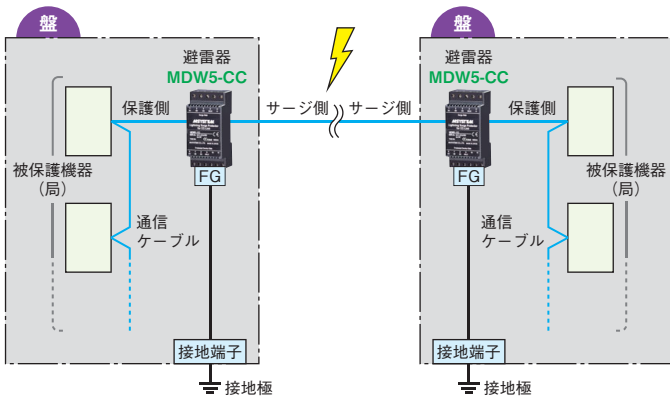 盤
避雷器
MDW5-CC
保護側
サージ側
被保護機器
（局）
FG
通信
ケーブル
接地端子
接地極
盤
避雷器
MDW5-CC
サージ側
保護側
被保護機器
（局）
FG
通信
ケーブル
接地端子
接地極